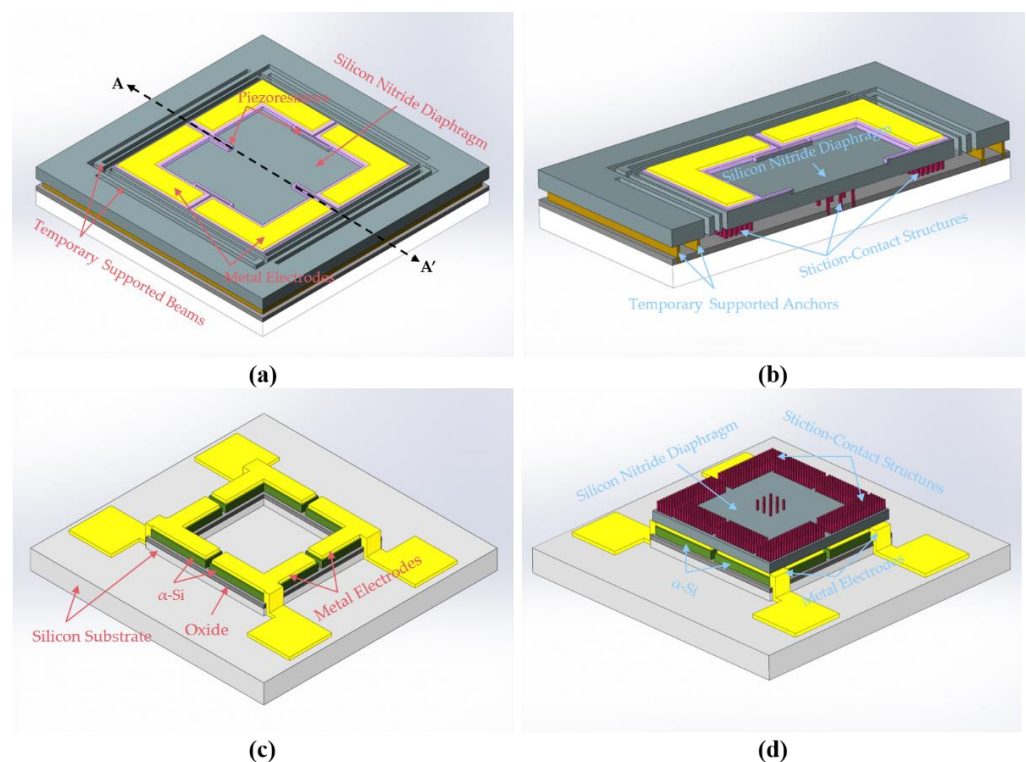 A
Piezoresistors
Silicon Nitride Diaphragm
Temporary Supported Beams
Metal Electrodes
A′
(a)
Silicon Nitride Diaphragm
Stiction-Contact Structures
Temporary Supported Anchors
(b)
Silicon Substrate
α-Si
Oxide
Metal Electrodes
(c)
Silicon Nitride Diaphragm
Stiction-Contact Structures
α-Si
Metal Electrodes
(d)